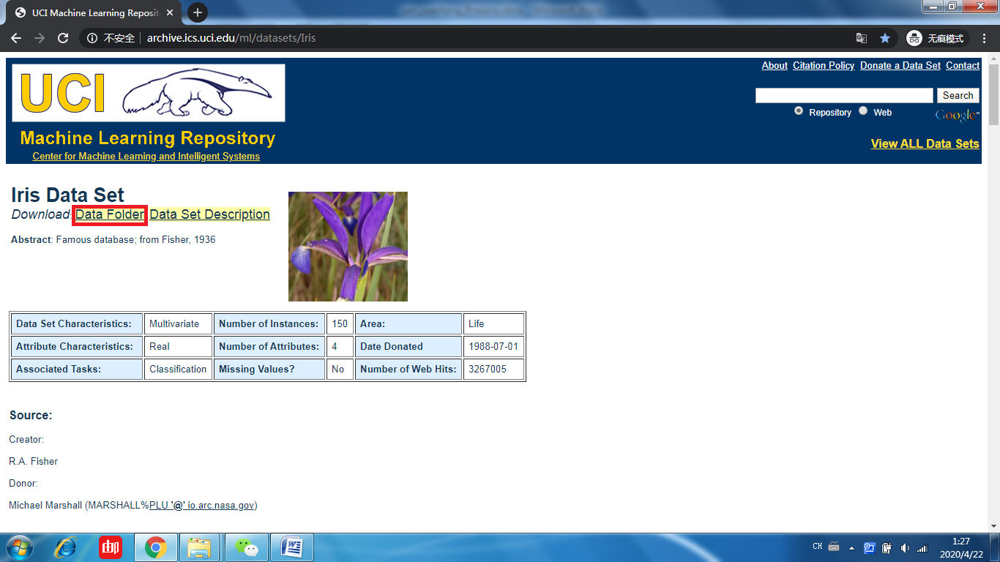 UCI Machine Learning Reposit
不安全 archive.ics.uci.edu/ml/datasets/Iris 无痕模式
UCI
Machine Learning Repository
Center for Machine Learning and Intelligent Systems
About Citation Policy Donate a Data Set Contact
Search
Repository Web Google™
View ALL Data Sets
Iris Data Set
Download: Data Folder, Data Set Description
Abstract: Famous database; from Fisher, 1936
Data Set Characteristics: Multivariate Number of Instances: 150 Area: Life
Attribute Characteristics: Real Number of Attributes: 4 Date Donated 1988-07-01
Associated Tasks: Classification Missing Values? No Number of Web Hits: 3267005
Source:
Creator:
R.A. Fisher
Donor:
Michael Marshall (MARSHALL%PLU '@' io.arc.nasa.gov)
CH 1:27
2020/4/22